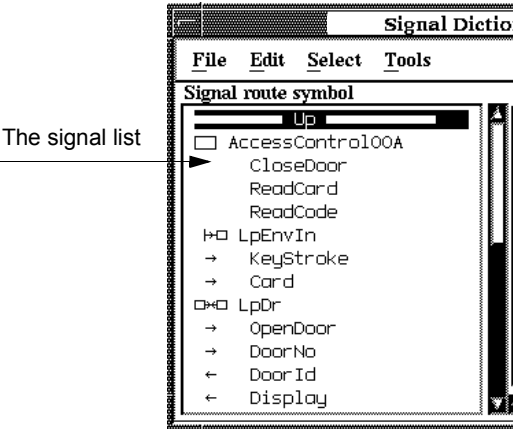 Signal Dictio
File Edit Select Tools
Signal route symbol
Up
The signal list
AccessControlOOA
CloseDoor
ReadCard
ReadCode
LpEnvIn
→ KeyStroke
→ Card
LpDr
→ OpenDoor
→ DoorNo
← DoorId
← Display